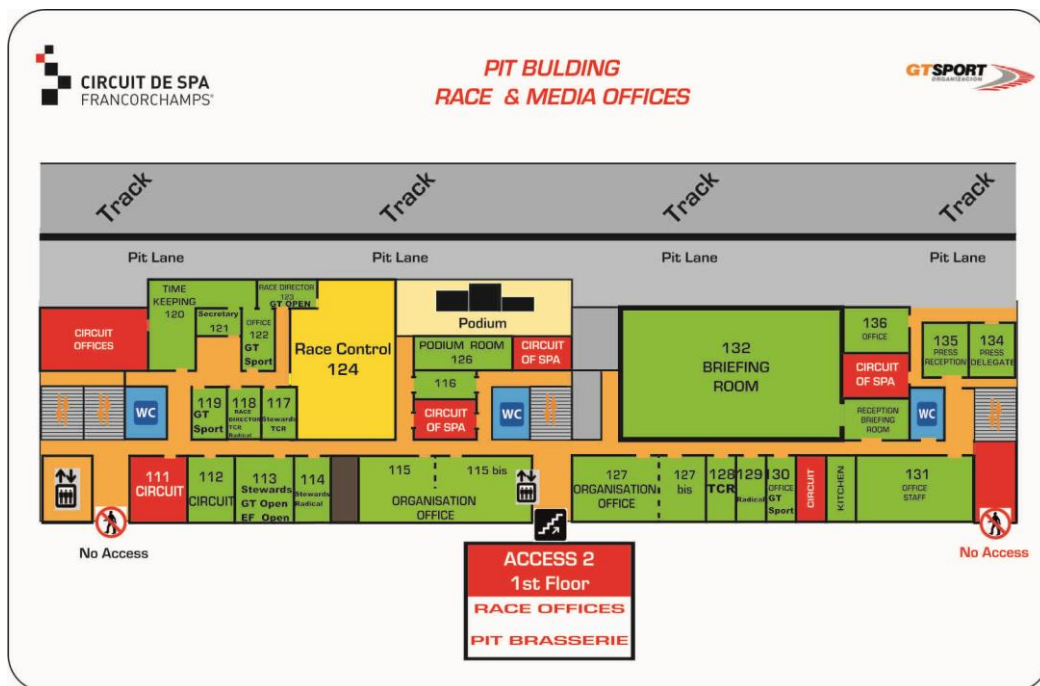 CIRCUIT DE SPA
FRANCORCHAMPS®
PIT BULDING
RACE & MEDIA OFFICES
GTSPORT
ORGANIZACION
Track
Track
Track
Track
Pit Lane
Pit Lane
Pit Lane
Pit Lane
CIRCUIT
OFFICES
TIME
KEEPING
120
Secretary
121
OFFICE
122
GT
Sport
RACE DIRECTOR
123
GT OPEN
Race Control
124
Podium
PODIUM ROOM
126
CIRCUIT
OF SPA
116
CIRCUIT
OF SPA
132
BRIEFING
ROOM
136
OFFICE
CIRCUIT
OF SPA
RECEPTION
BRIEFING
ROOM
135
PRESS
RECEPTION
134
PRESS
DELEGATE
WC
119
GT
Sport
118
RACE
DIRECTOR
TCR
Radical
117
Stewards
TCR
WC
WC
111
CIRCUIT
112
CIRCUIT
113
Stewards
GT Open
EF Open
114
Stewards
Radical
115
115 bis
ORGANISATION
OFFICE
127
ORGANISATION
OFFICE
127
bis
128
TCR
129
Radical
130
OFFICE
GT
Sport
CIRCUIT
KITCHEN
131
OFFICE
STAFF
No Access
No Access
ACCESS 2
1st Floor
RACE OFFICES
PIT BRASSERIE